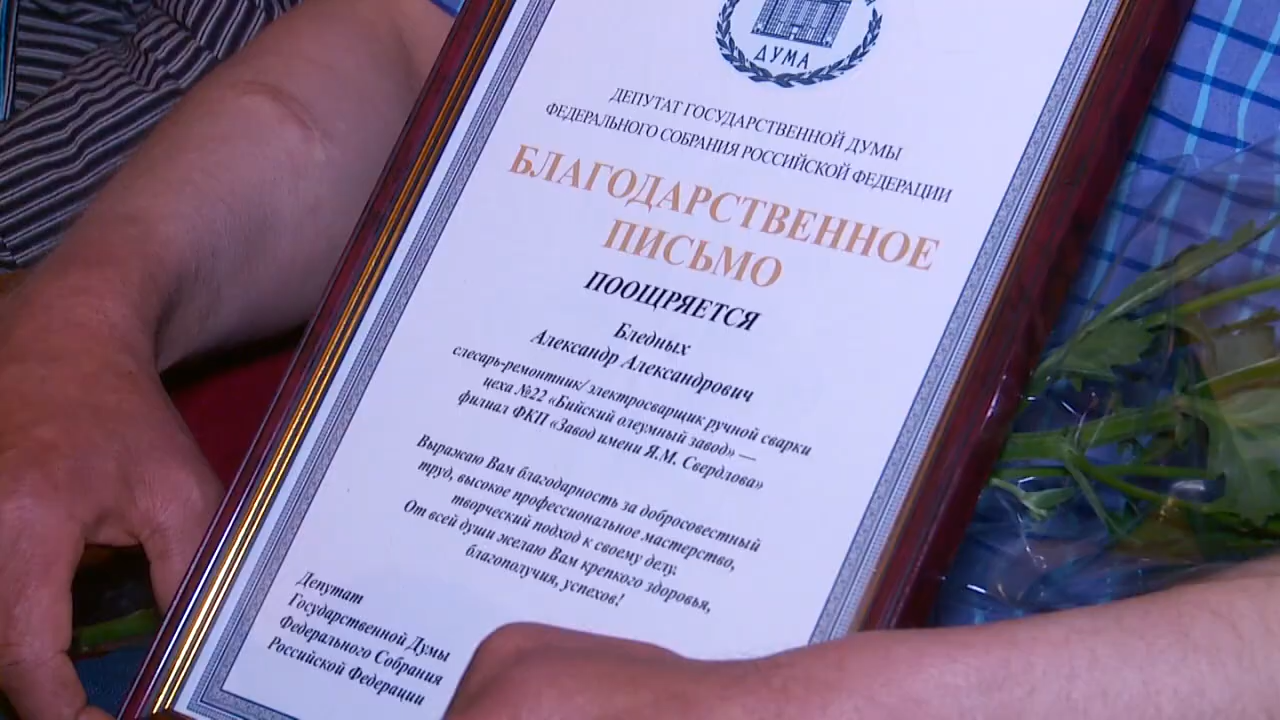 ДУМА
ДЕПУТАТ ГОСУДАРСТВЕННОЙ ДУМЫ
ФЕДЕРАЛЬНОГО СОБРАНИЯ РОССИЙСКОЙ ФЕДЕРАЦИИ
БЛАГОДАРСТВЕННОЕ
ПИСЬМО
ПООЩРЯЕТСЯ
Бледных
Александр Александрович
слесарь-ремонтник/ электросварщик ручной сварки
цеха №22 «Бийский олеумный завод» —
филиал ФКП «Завод имени Я.М. Свердлова»
Выражаю Вам благодарность за добросовестный
труд, высокое профессиональное мастерство,
творческий подход к своему делу.
От всей души желаю Вам крепкого здоровья,
благополучия, успехов!
Депутат
Государственной Думы
Федерального Собрания
Российской Федерации